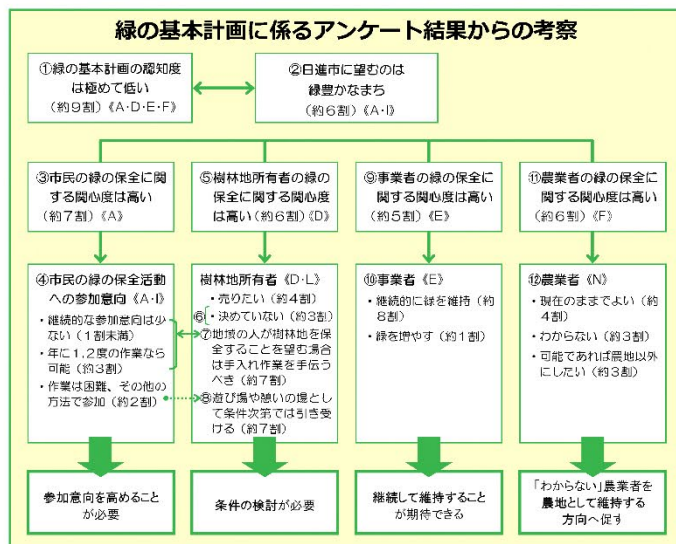 緑の基本計画に係るアンケート結果からの考察
①緑の基本計画の認知度
は極めて低い
(約9割)《A・D・E・F》
②日進市に望むのは
緑豊かなまち
(約6割)《A・I》
③市民の緑の保全に関
する関心度は高い
(約7割)《A》
⑤樹林地所有者の緑の
保全に関する関心度
は高い(約6割)《D》
⑨事業者の緑の保全
に関する関心度は高い
(約5割)《E》
⑪農業者の緑の保全に
関する関心度は高い
(約6割)《F》
④市民の緑の保全活動
への参加意向《A・I》
・継続的な参加意向は少
ない(1割未満)
・年に1,2度の作業なら
可能(約3割)
・作業は困難、その他の
方法で参加(約2割)
樹林地所有者《D・L》
・売りたい(約4割)
⑥
・決めていない(約3割)
⑦地域の人が樹林地を保
全することを望む場合
は手入れ作業を手伝う
べき(約7割)
⑧遊び場や憩いの場とし
て条件次第では引き受
ける(約7割)
⑩事業者《E》
・継続的に緑を維持(約
8割)
・緑を増やす(約1割)
⑫農業者《N》
・現在のままでよい(約
4割)
・わからない(約3割)
・可能であれば農地以外
にしたい(約3割)
参加意向を高めること
が必要
条件の検討が必要
継続して維持すること
が期待できる
「わからない」農業者を
農地として維持する
方向へ促す